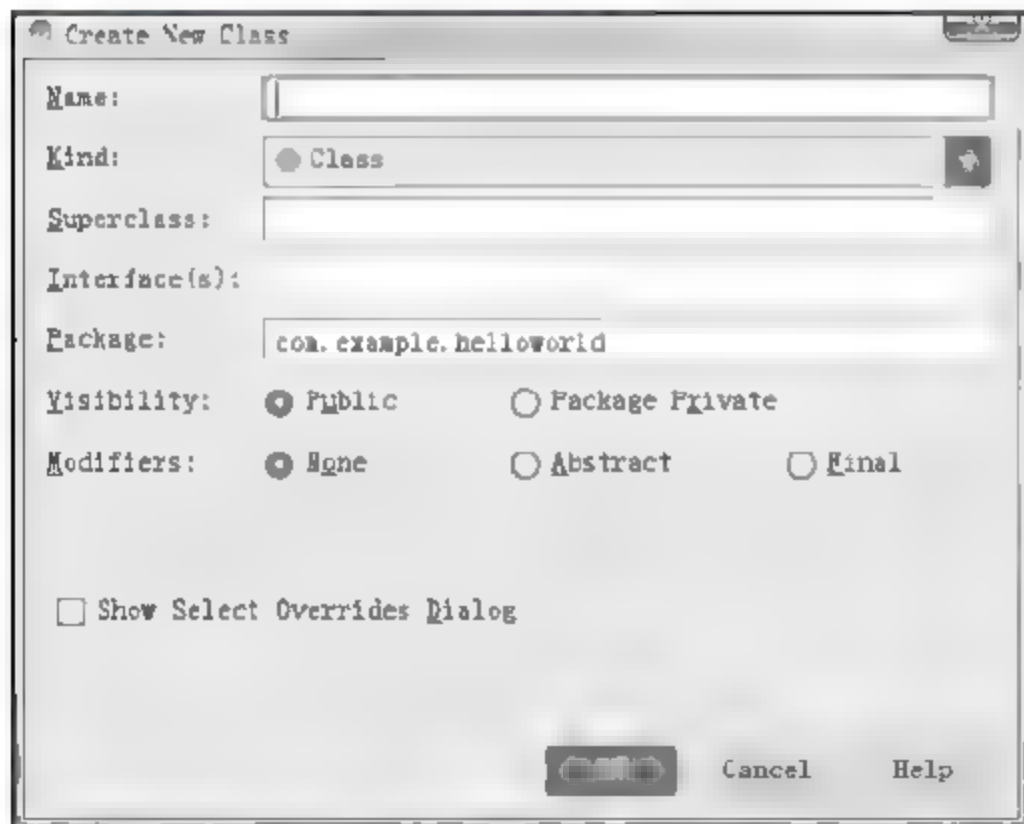 Create New Class
Name:
Kind: Class
Superclass:
Interface(s):
Package: com.example.helloworld
Visibility: Public Package Private
Modifiers: None Abstract Final
Show Select Overrides Dialog
Cancel Help